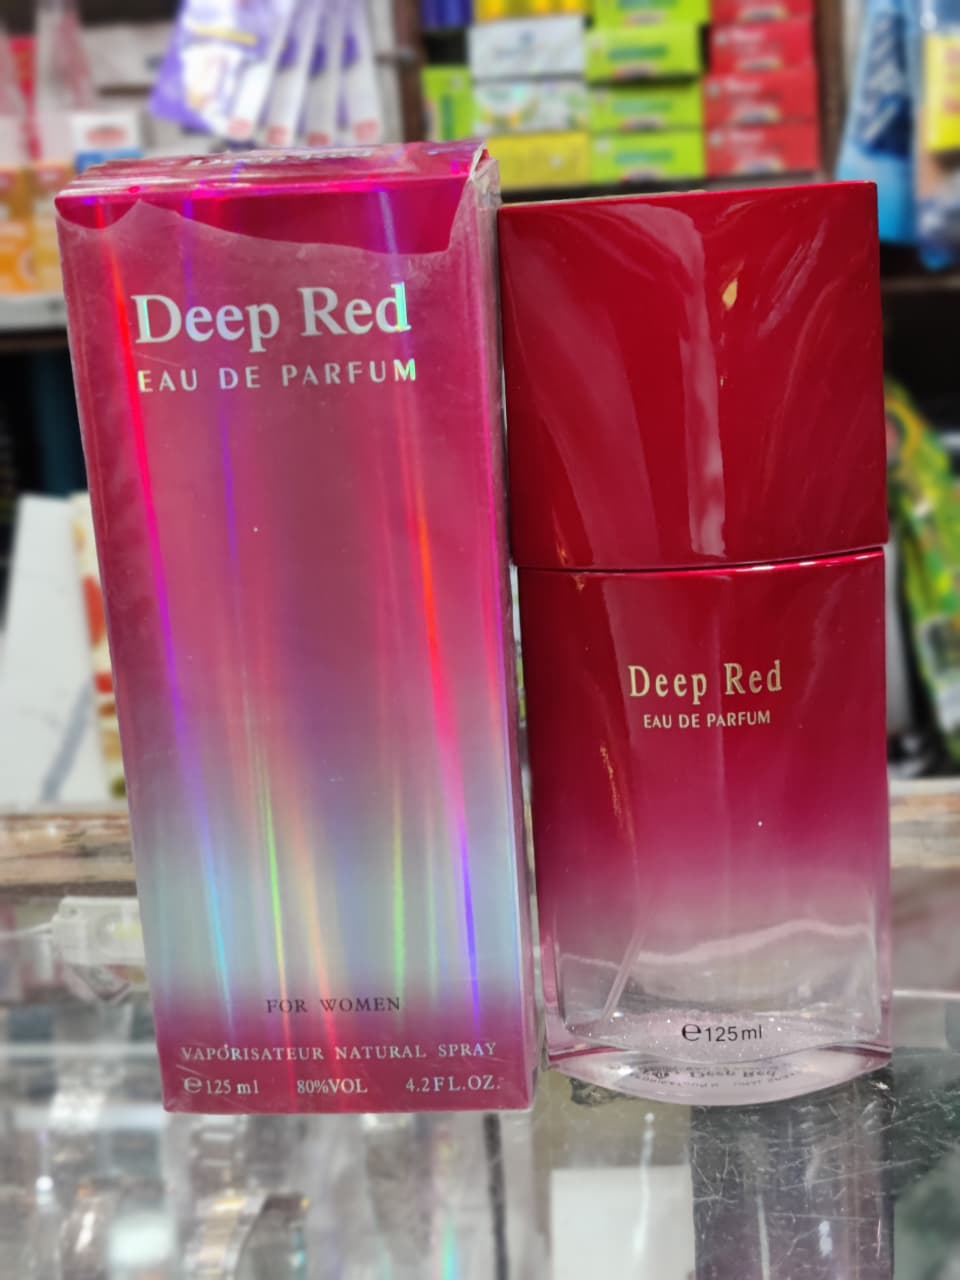 Deep Red
EAU DE PARFUM
FOR WOMEN
VAPORISATEUR NATURAL SPRAY
℮125 ml 80%VOL 4.2FL.OZ.
Deep Red
EAU DE PARFUM
℮125ml